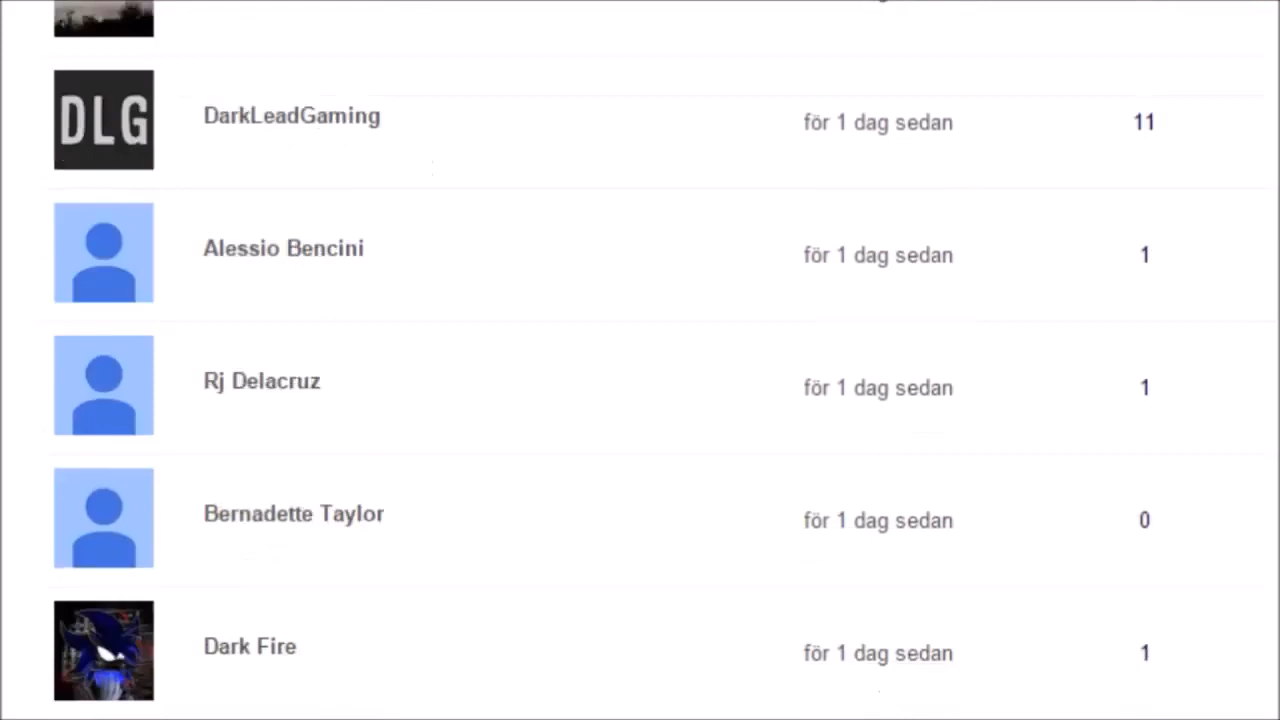 DLG
DarkLeadGaming för 1 dag sedan 11
Alessio Bencini för 1 dag sedan 1
Rj Delacruz för 1 dag sedan 1
Bernadette Taylor för 1 dag sedan 0
Dark Fire för 1 dag sedan 1